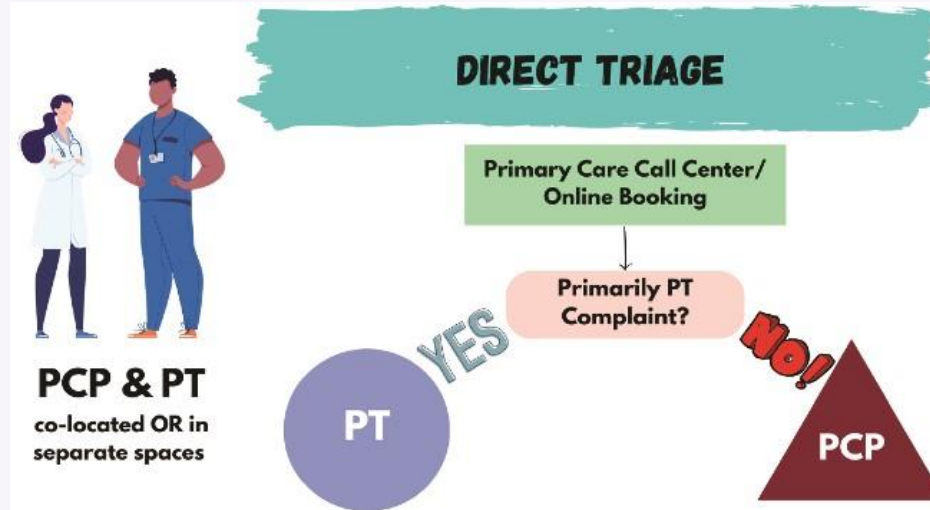 DIRECT TRIAGE
Primary Care Call Center/
Online Booking
Primarily PT
Complaint?
YES
NO!
PT
PCP
PCP & PT
co-located OR in
separate spaces